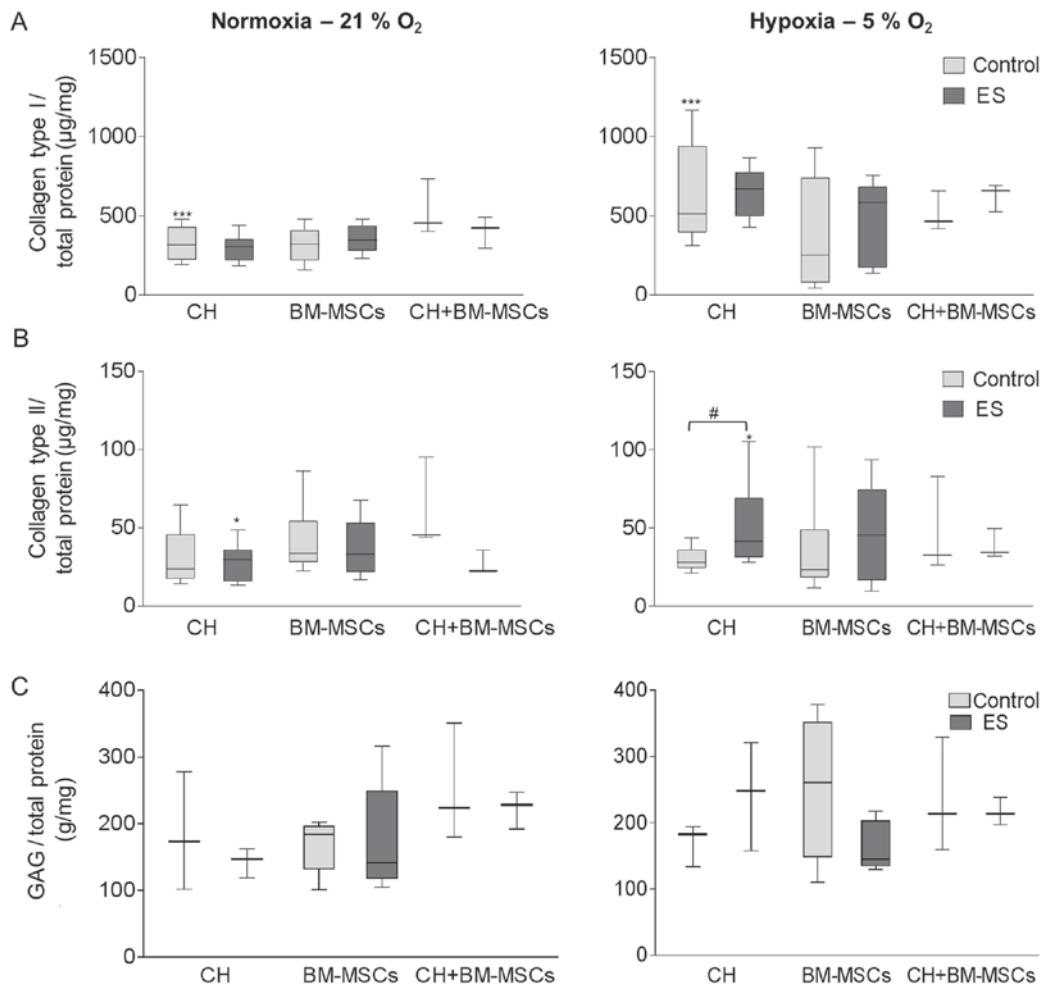 A
Normoxia – 21 % O₂
Hypoxia – 5 % O₂
Collagen type I/
total protein (µg/mg)
1500
1000
500
0
***
CH
BM-MSCs
CH+BM-MSCs
1500
1000
500
0
***
Control
ES
CH
BM-MSCs
CH+BM-MSCs
B
Collagen type II/
total protein (µg/mg)
150
100
50
0
*
CH
BM-MSCs
CH+BM-MSCs
150
100
50
0
#
*
Control
ES
CH
BM-MSCs
CH+BM-MSCs
C
GAG / total protein
(g/mg)
400
300
200
100
0
CH
BM-MSCs
CH+BM-MSCs
400
300
200
100
0
Control
ES
CH
BM-MSCs
CH+BM-MSCs